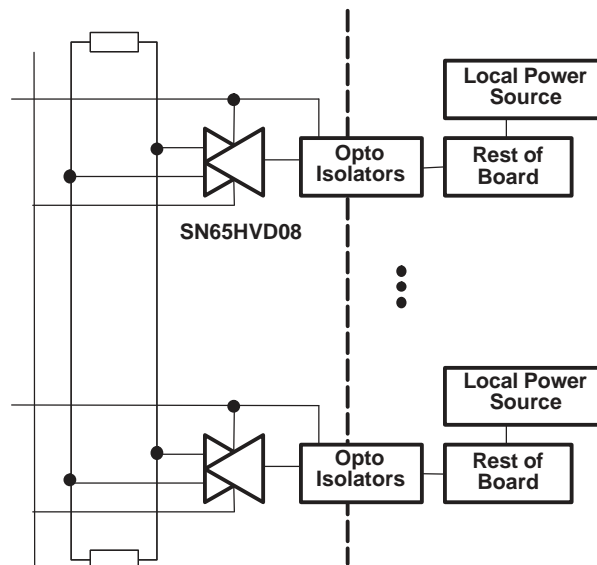 Local Power
Source
Opto
Isolators
Rest of
Board
SN65HVD08
Local Power
Source
Opto
Isolators
Rest of
Board